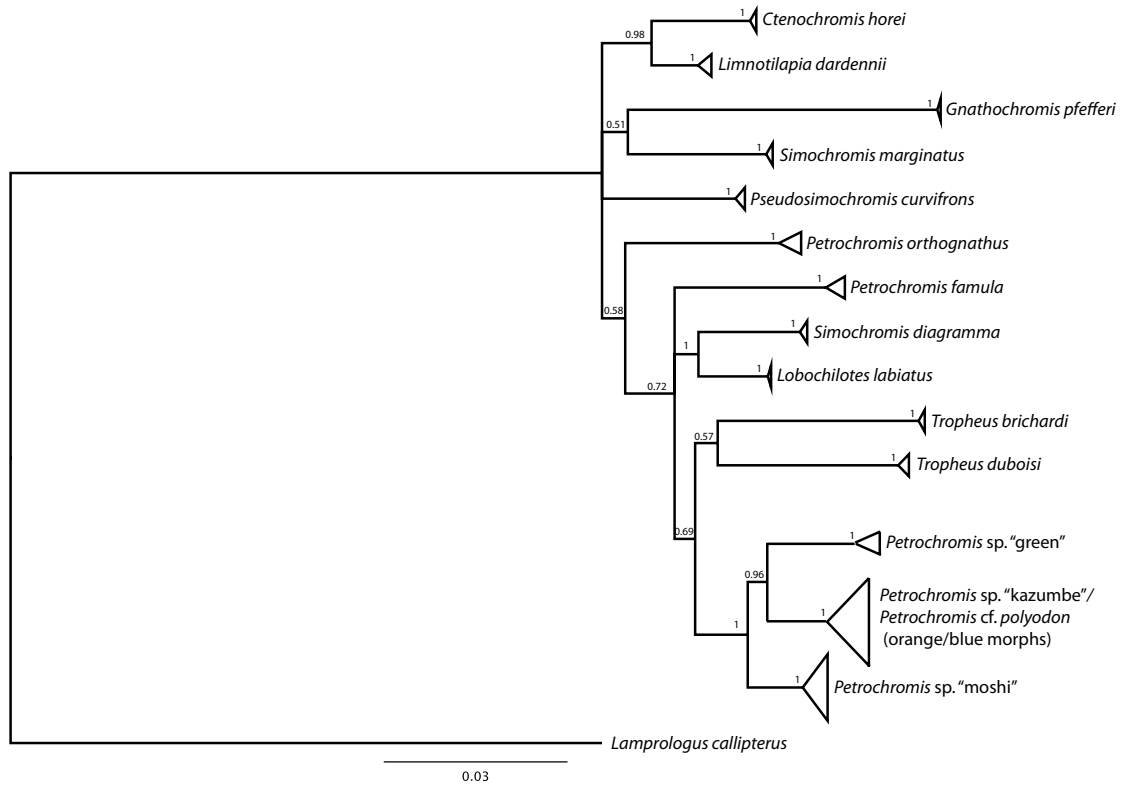 1
Ctenochromis horei
0.98
1
Limnotilapia dardennii
1
Gnathochromis pfefferi
0.51
1
Simochromis marginatus
1
Pseudosimochromis curvifrons
1
Petrochromis orthognathus
1
Petrochromis famula
0.58
1
Simochromis diagramma
1
1
Lobochilotes labiatus
0.72
1
Tropheus brichardi
0.57
1
Tropheus duboisi
0.69
1
Petrochromis sp. “green”
0.96
Petrochromis sp. “kazumbe”/
1
Petrochromis cf. polyodon
(orange/blue morphs)
1
1
Petrochromis sp. “moshi”
Lamprologus callipterus
0.03